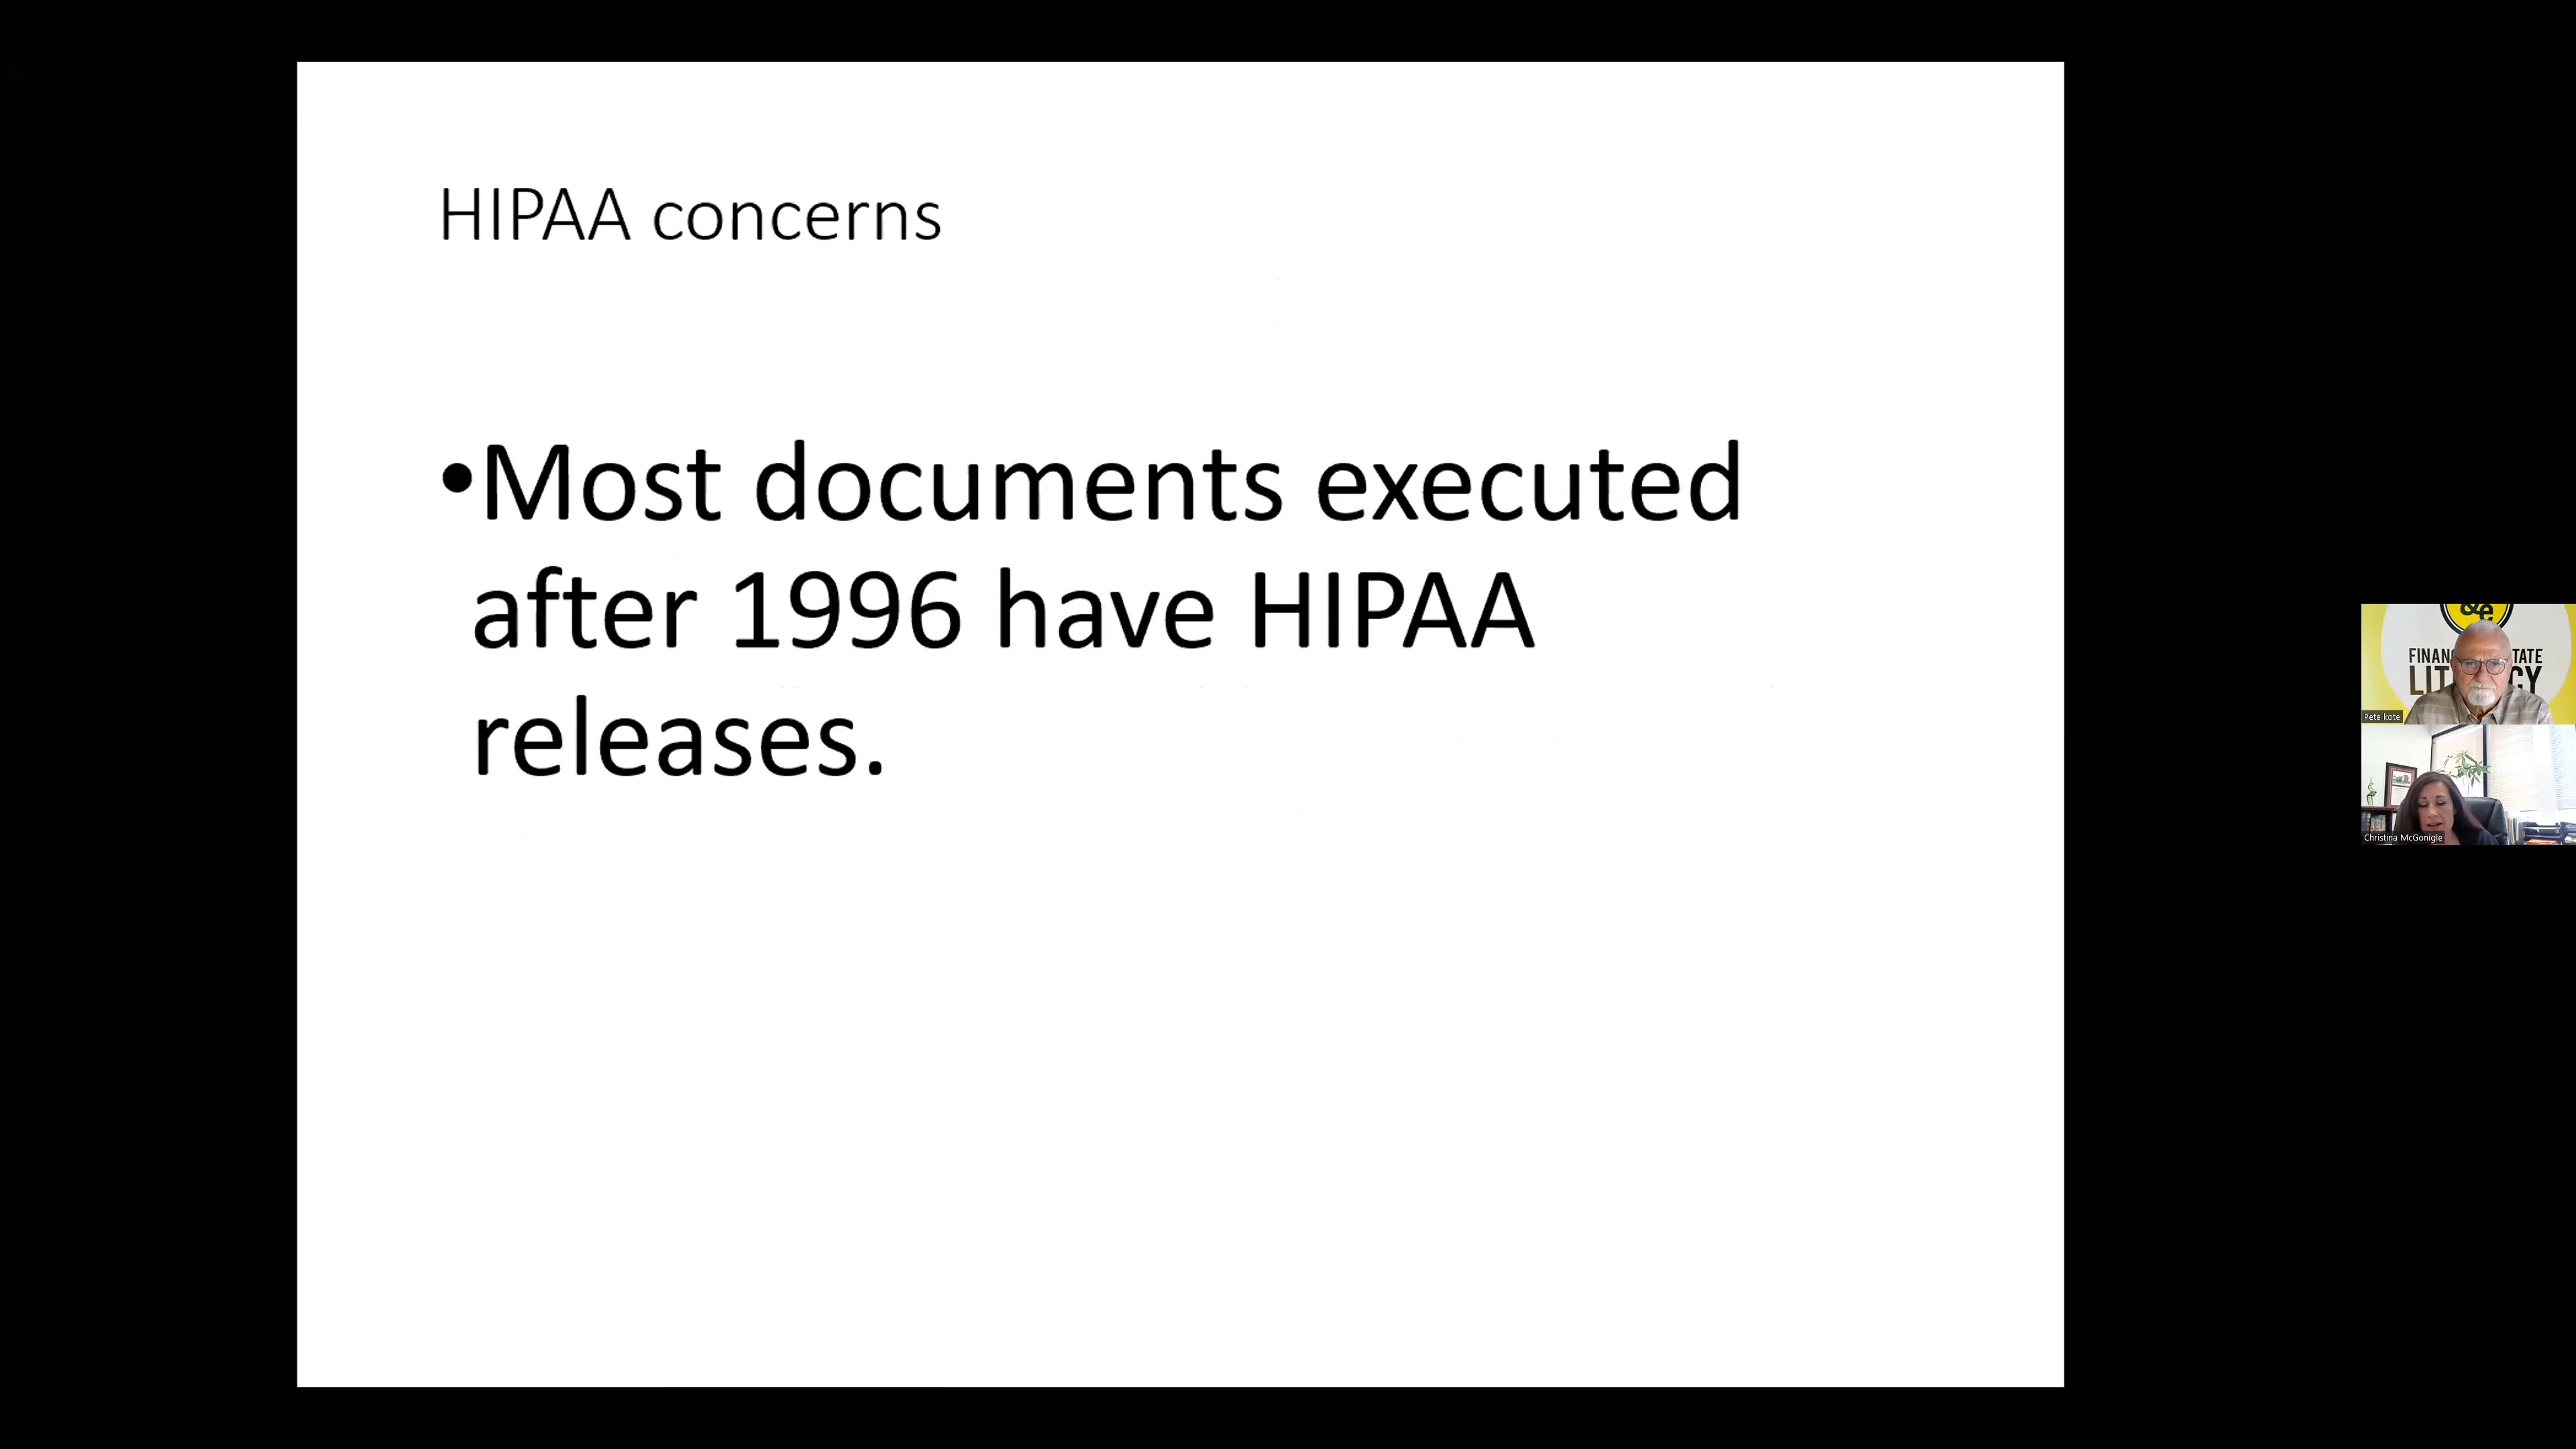 HIPAA concerns
•Most documents executed
after 1996 have HIPAA
releases.
&e
FINAN TATE
LIT CY
Pete kote
Christina McGonigle